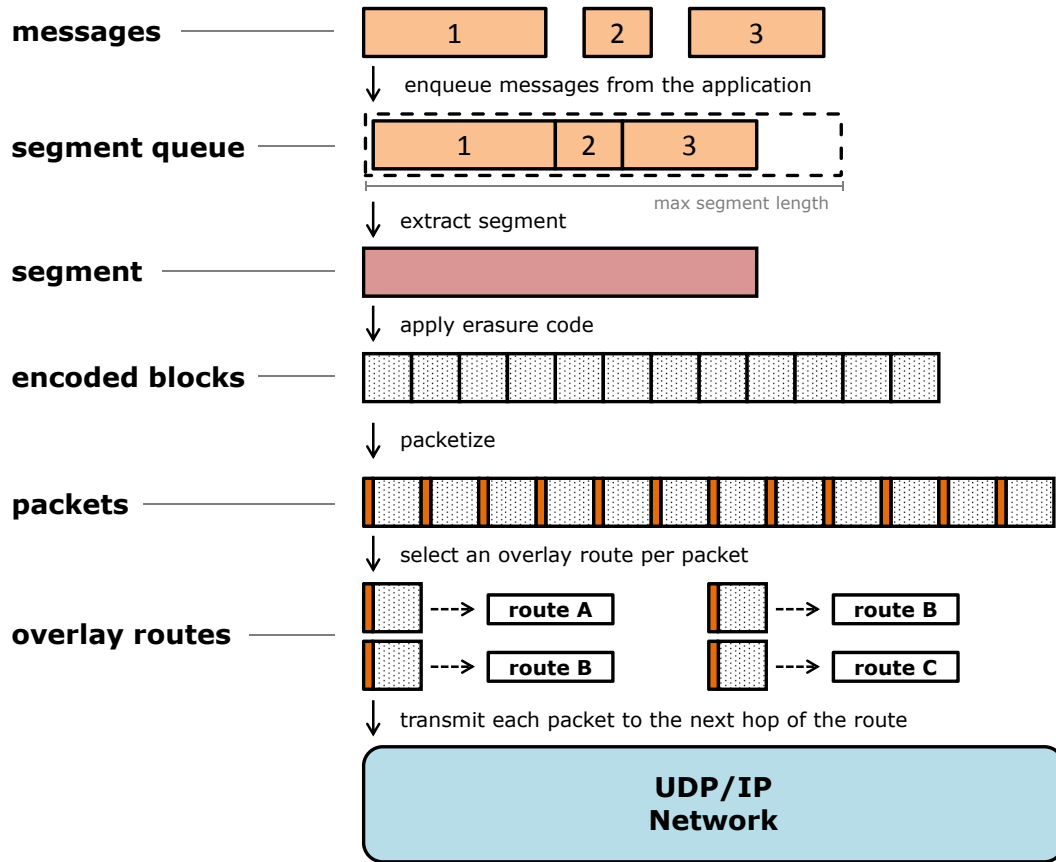 messages
1 2 3
enqueue messages from the application
segment queue
1 2 3
max segment length
extract segment
segment
apply erasure code
encoded blocks
packetize
packets
select an overlay route per packet
route A route B
overlay routes
route B route C
transmit each packet to the next hop of the route
UDP/IP
Network